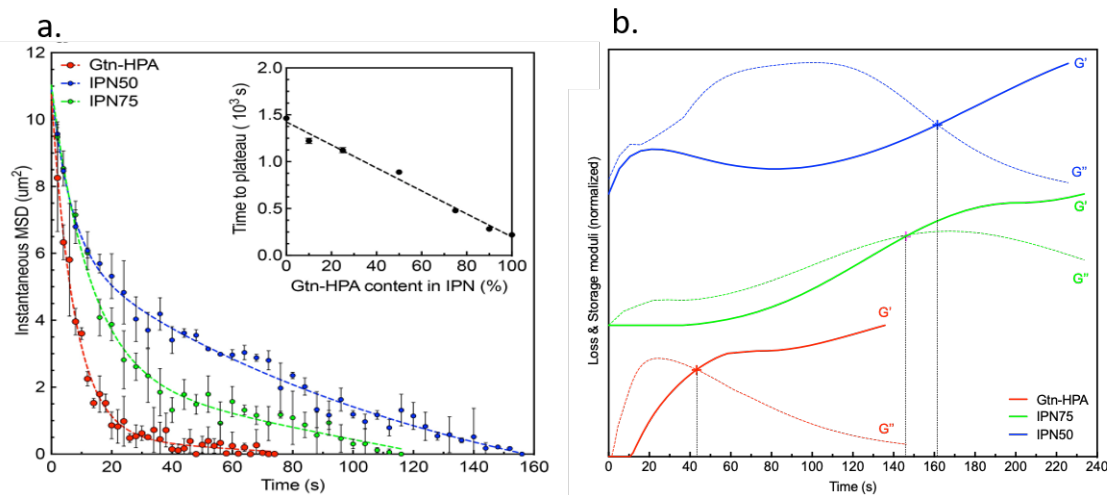 a.
12
10
8
6
4
2
0
Instantaneous MSD (um²)
Gtn-HPA
IPN50
IPN75
2.0
1.5
1.0
0.5
0.0
Time to plateau ( 10³ s)
0 20 40 60 80 100
Gtn-HPA content in IPN (%)
0 20 40 60 80 100 120 140 160
Time (s)
b.
Loss & Storage moduli (normalized)
G'
G"
G'
G"
G'
G"
Gtn-HPA
IPN75
IPN50
0 20 40 60 80 100 120 140 160 180 200 220 240
Time (s)